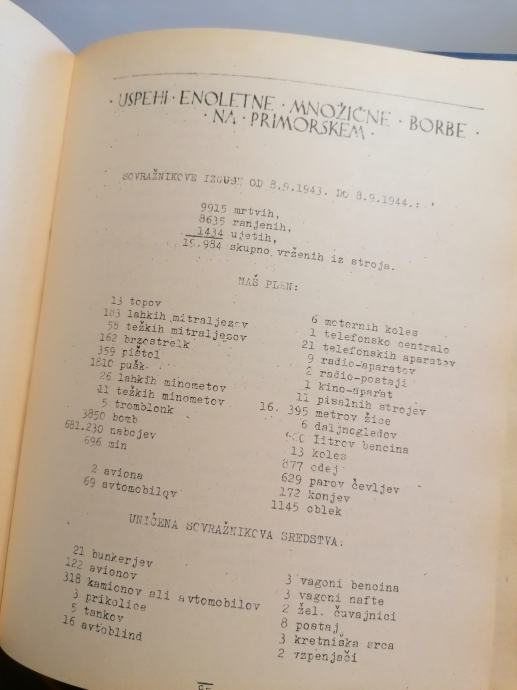 · USPEHI · ENOLETNE · MNOŽIČNE · BORBE ·
· NA · PRIMORSKEM ·
SOVRAŽNIKOVE IZGUBE OD 8.9.1943. DO 8.9.1944.:
9915 mrtvih,
8635 ranjenih,
1434 ujetih,
19.984 skupno vrženih iz stroja.
NAŠ PLEN:
13 topov
183 lahkih mitraljezov
58 težkih mitraljezov
162 brzostrelk
359 pištol
1810 pušk
26 lahkih minometov
11 težkih minometov
5 tromblonk
3850 bomb
681.230 nabojev
696 min
2 aviona
69 avtomobilov
6 motornih koles
1 telefonsko centralo
21 telefonskih aparatov
9 radio-aparatov
2 radio-postaji
1 kino-aparat
11 pisalnih strojev
16. 395 metrov žice
6 daljnogledov
litrov bencina
13 koles
877 odej
629 parov čevljev
172 konjev
1145 oblek
UNIČENA SOVRAŽNIKOVA SREDSTVA:
21 bunkerjev
122 avionov
318 kamionov ali avtomobilov
3 prikolice
5 tankov
16 avtoblind
3 vagoni bencina
3 vagoni nafte
2 žel. čuvajnici
8 postaj
3 kretniška srca
2 vzpenjači